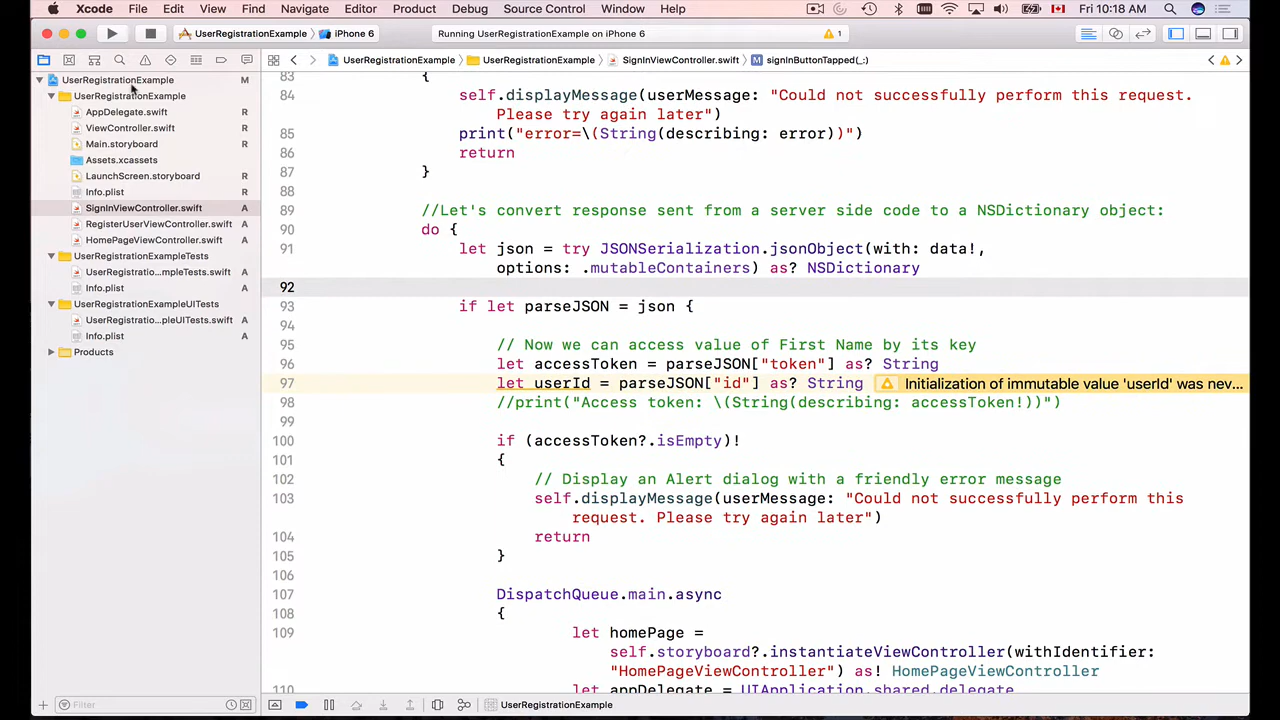 Xcode File Edit View Find Navigate Editor Product Debug Source Control Window Help Fri 10:18 AM
UserRegistrationExample iPhone 6 Running UserRegistrationExample on iPhone 6 1
UserRegistrationExample UserRegistrationExample SignInViewController.swift M signInButtonTapped(_:)
UserRegistrationExample M
UserRegistrationExample
AppDelegate.swift R
ViewController.swift R
Main.storyboard R
Assets.xcassets
LaunchScreen.storyboard R
Info.plist R
SignInViewController.swift A
RegisterUserViewController.swift A
HomePageViewController.swift A
UserRegistrationExampleTests
UserRegistratio...mpleTests.swift A
Info.plist A
UserRegistrationExampleUITests
UserRegistratio...pleUITests.swift A
Info.plist A
Products
Filter
83 {
84 self.displayMessage(userMessage: "Could not successfully perform this request.
Please try again later")
85 print("error=\(String(describing: error))")
86 return
87 }
88
89 //Let's convert response sent from a server side code to a NSDictionary object:
90 do {
91 let json = try JSONSerialization.jsonObject(with: data!,
options: .mutableContainers) as? NSDictionary
92
93 if let parseJSON = json {
94
95 // Now we can access value of First Name by its key
96 let accessToken = parseJSON["token"] as? String
97 let userId = parseJSON["id"] as? String Initialization of immutable value 'userId' was nev...
98 //print("Access token: \(String(describing: accessToken!))")
99
100 if (accessToken?.isEmpty)!
101 {
102 // Display an Alert dialog with a friendly error message
103 self.displayMessage(userMessage: "Could not successfully perform this
request. Please try again later")
104 return
105 }
106
107 DispatchQueue.main.async
108 {
109 let homePage =
self.storyboard?.instantiateViewController(withIdentifier:
"HomePageViewController") as! HomePageViewController
110 let appDelegate = UIApplication.shared.delegate
UserRegistrationExample